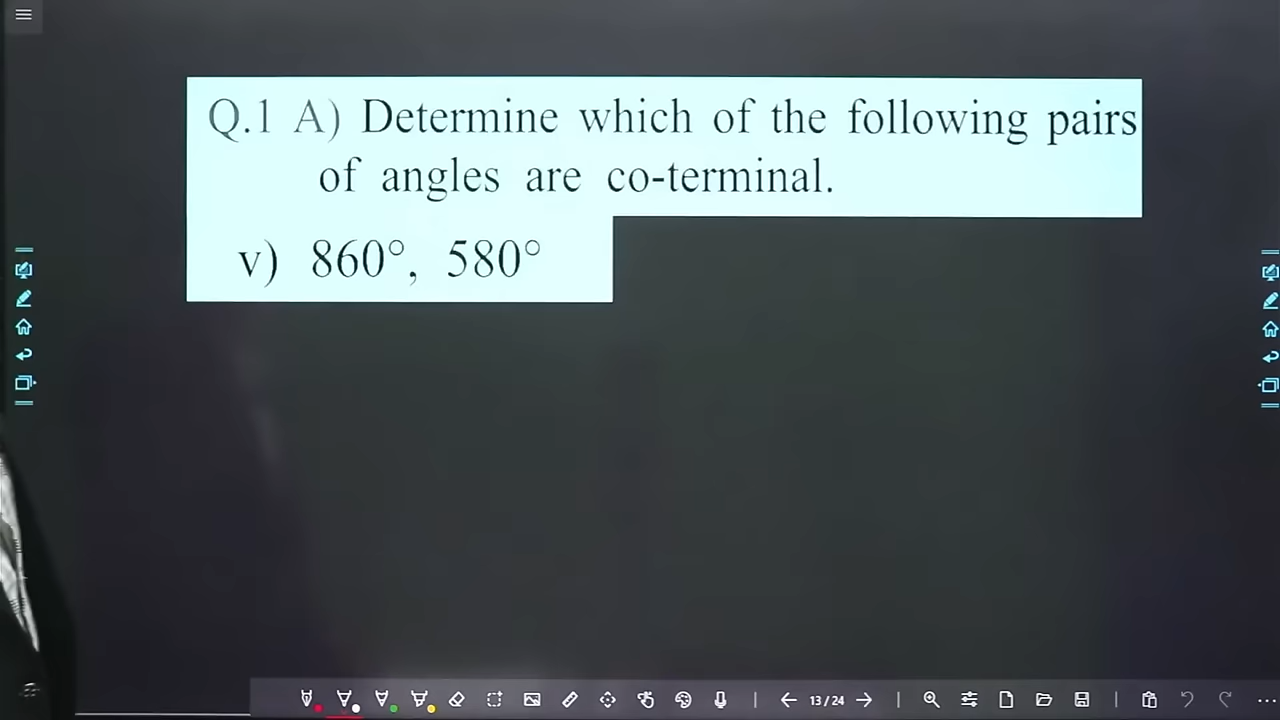 Q.1 A) Determine which of the following pairs
of angles are co-terminal.
v) 860°, 580°
13/24